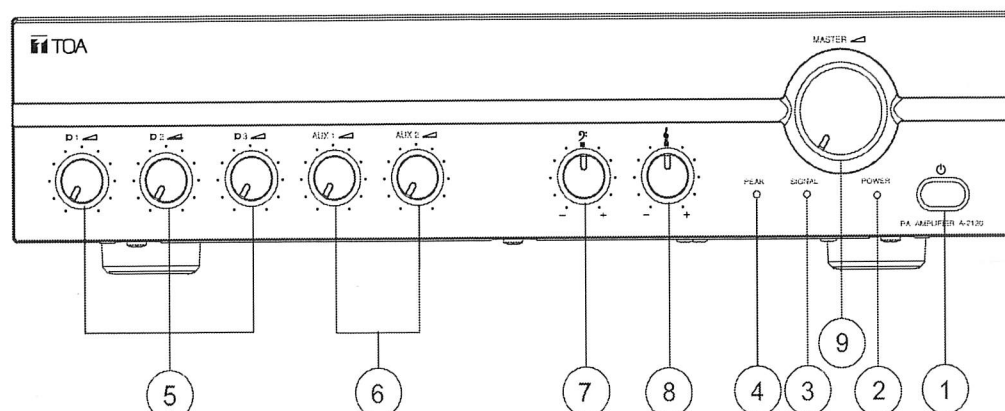 TOA
MASTER
1 2 3 AUX 1 AUX 2
- + - +
PEAK SIGNAL POWER
P.A. AMPLIFIER A-2120
5 6 7 8 4 3 9 2 1